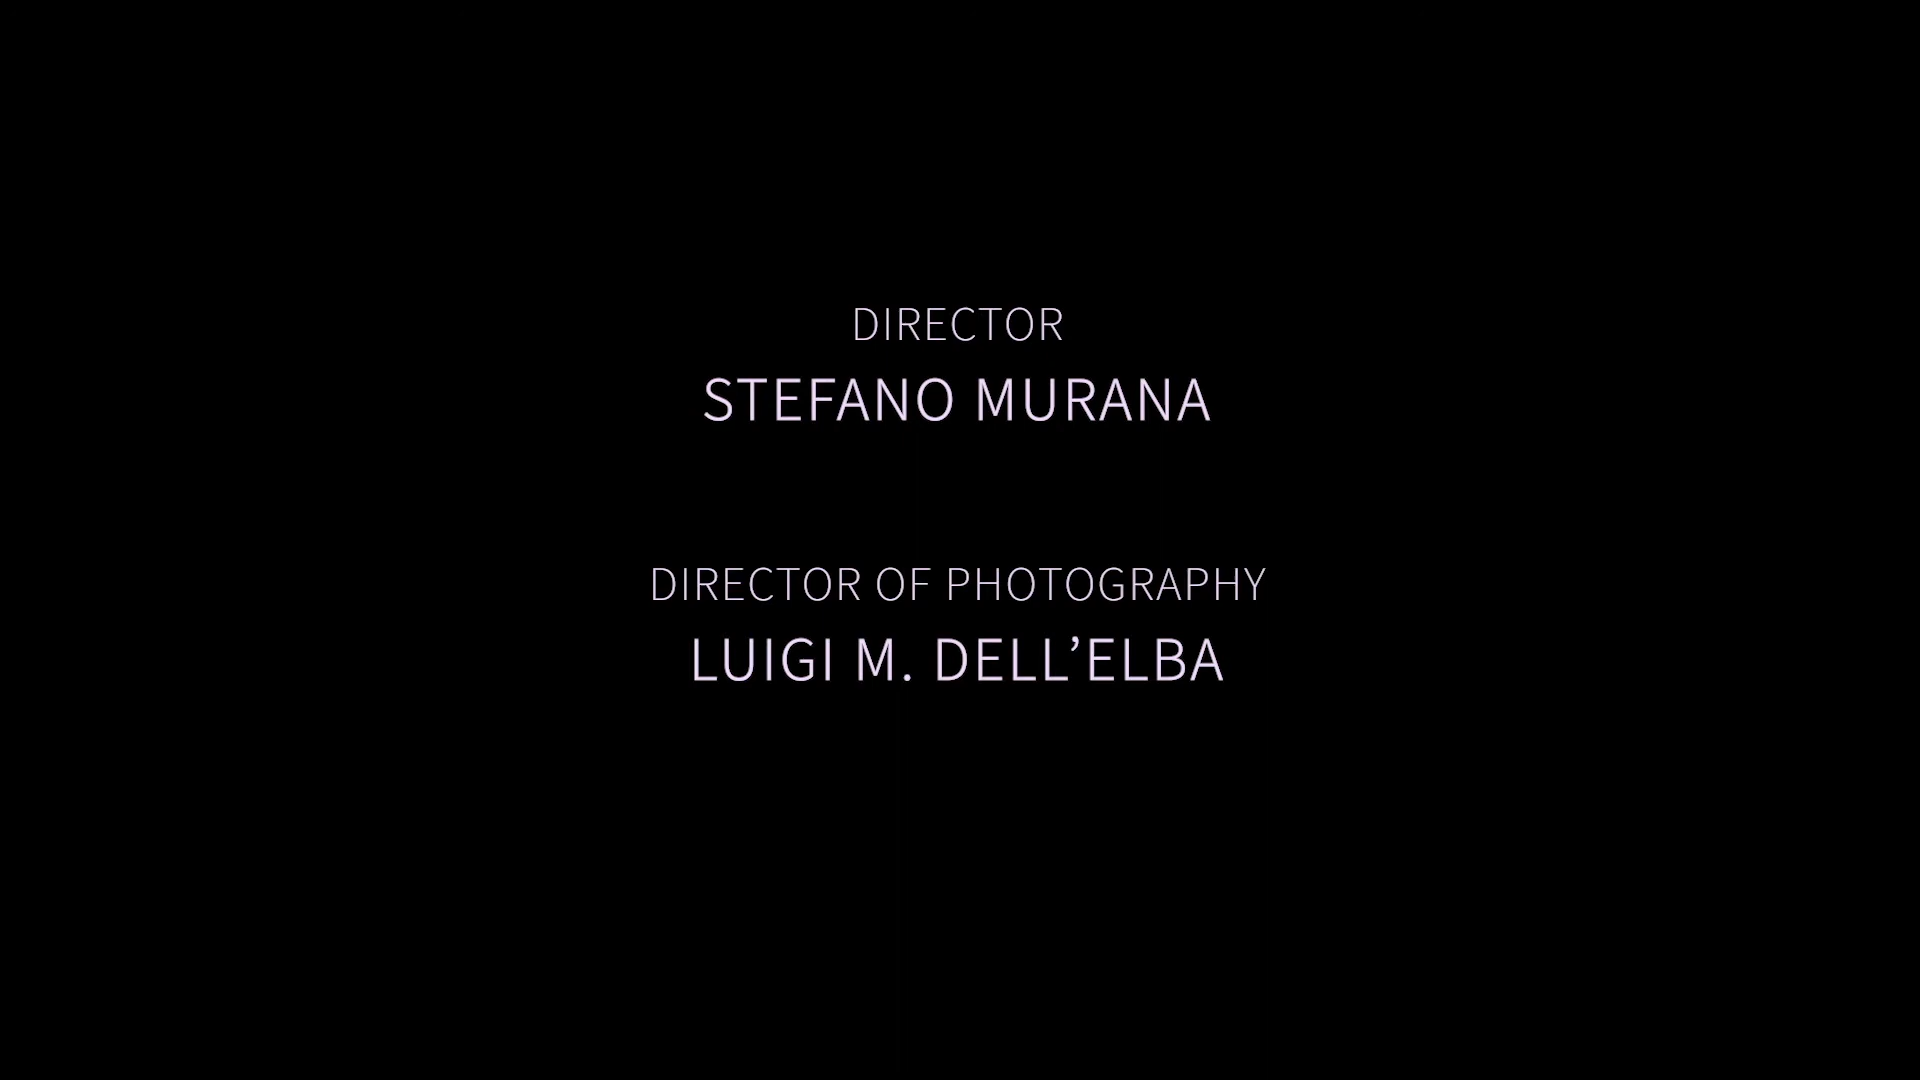 DIRECTOR
STEFANO MURANA
DIRECTOR OF PHOTOGRAPHY
LUIGI M. DELL’ELBA